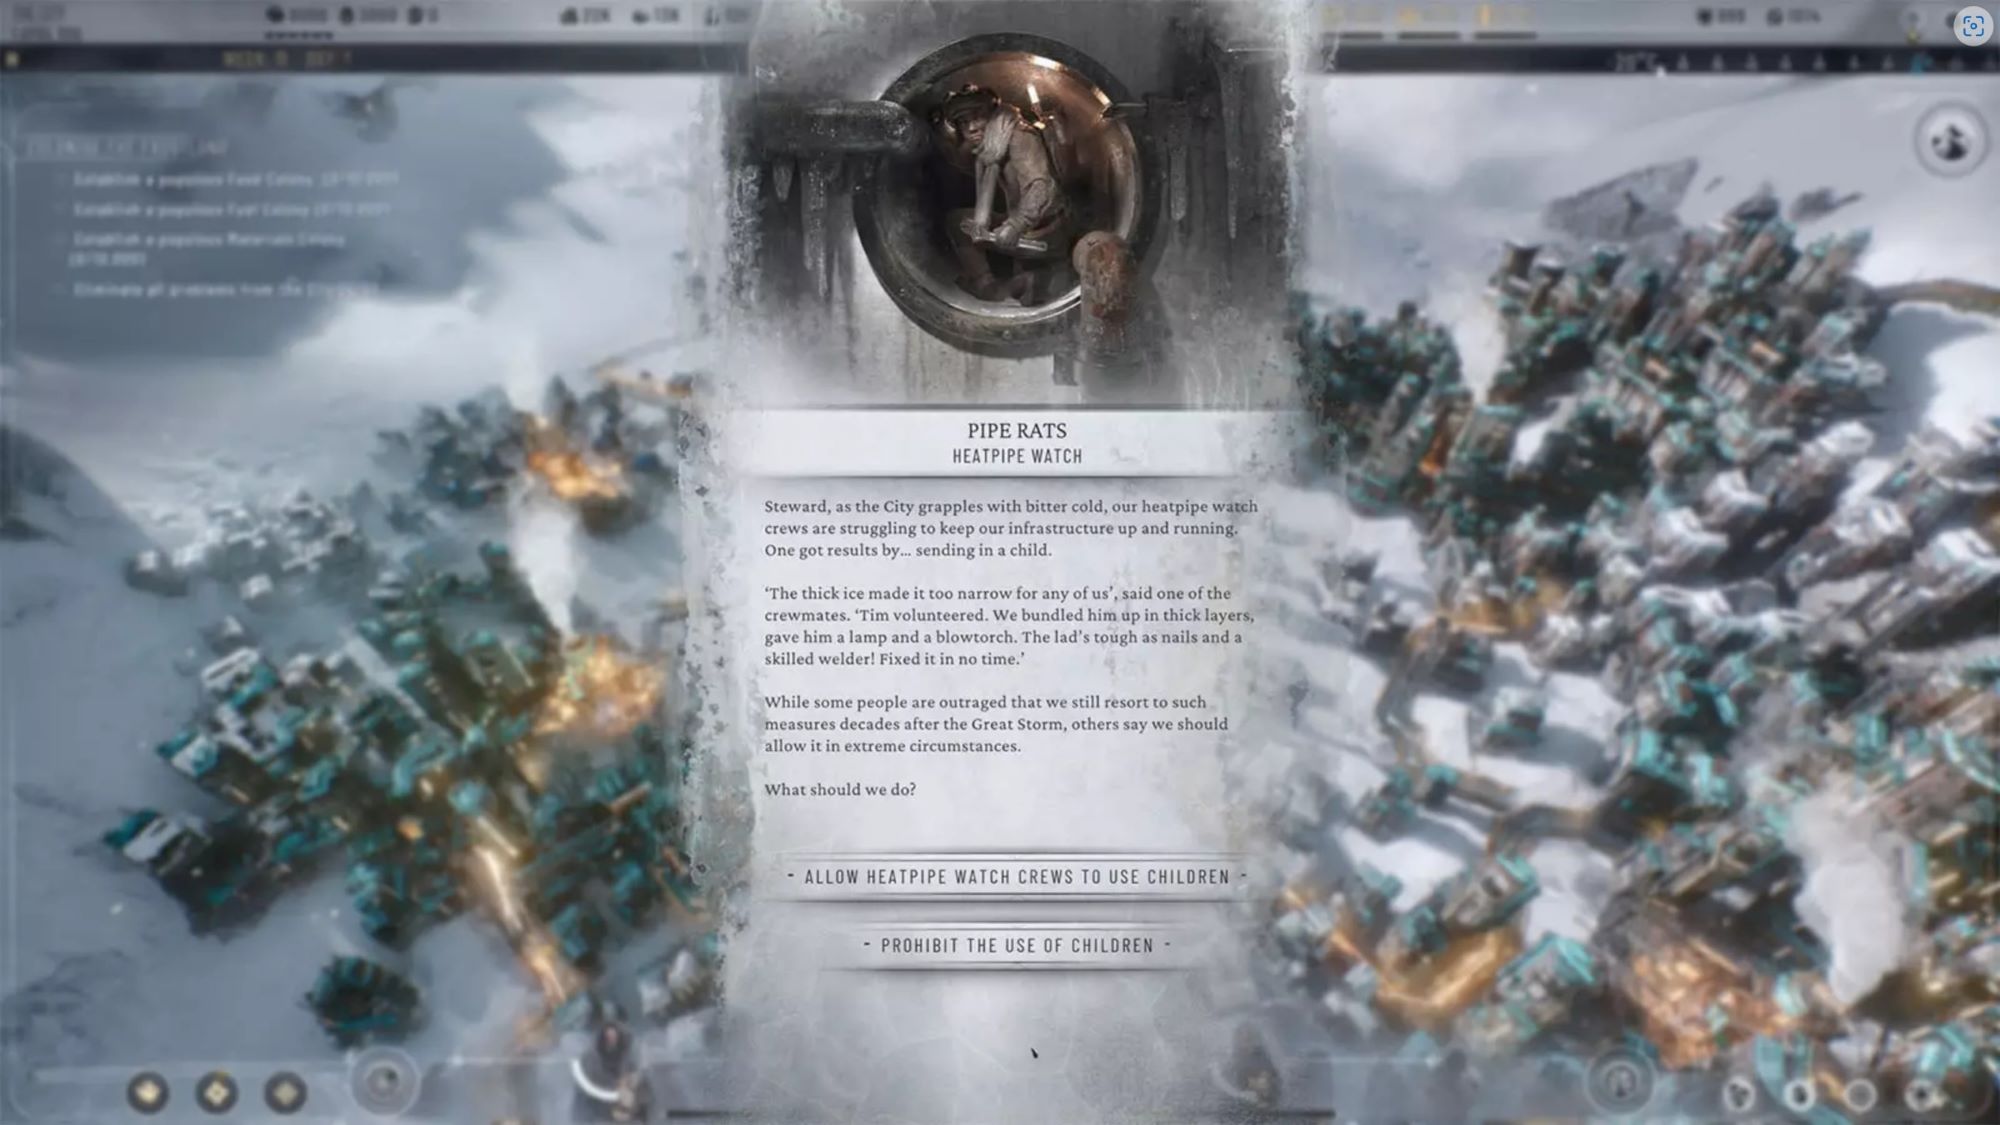 PIPE RATS
HEATPIPE WATCH
Steward, as the City grapples with bitter cold, our heatpipe watch
crews are struggling to keep our infrastructure up and running.
One got results by... sending in a child.
‘The thick ice made it too narrow for any of us’, said one of the
crewmates. ‘Tim volunteered. We bundled him up in thick layers,
gave him a lamp and a blowtorch. The lad’s tough as nails and a
skilled welder! Fixed it in no time.’
While some people are outraged that we still resort to such
measures decades after the Great Storm, others say we should
allow it in extreme circumstances.
What should we do?
- ALLOW HEATPIPE WATCH CREWS TO USE CHILDREN -
- PROHIBIT THE USE OF CHILDREN -